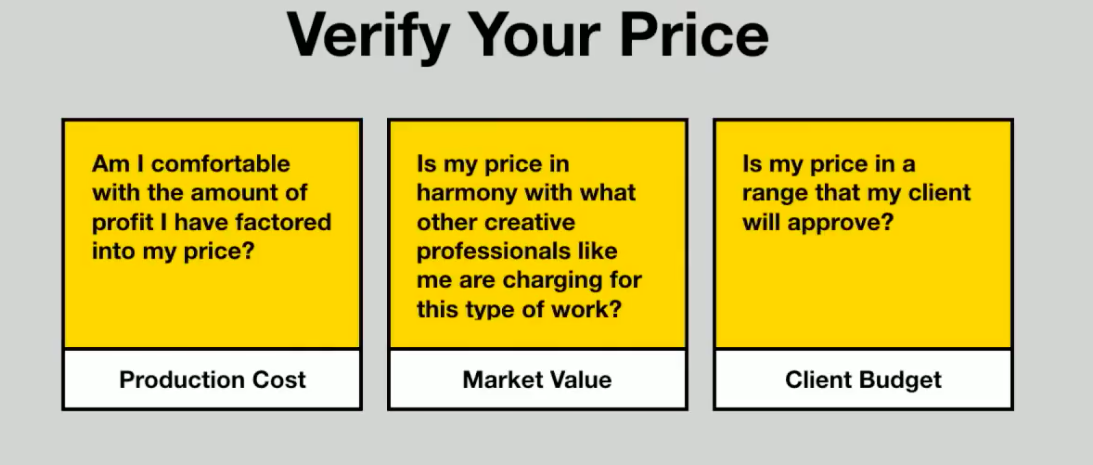 Verify Your Price
Am I comfortable
with the amount of
profit I have factored
into my price?
Production Cost
Is my price in
harmony with what
other creative
professionals like
me are charging for
this type of work?
Market Value
Is my price in a
range that my client
will approve?
Client Budget